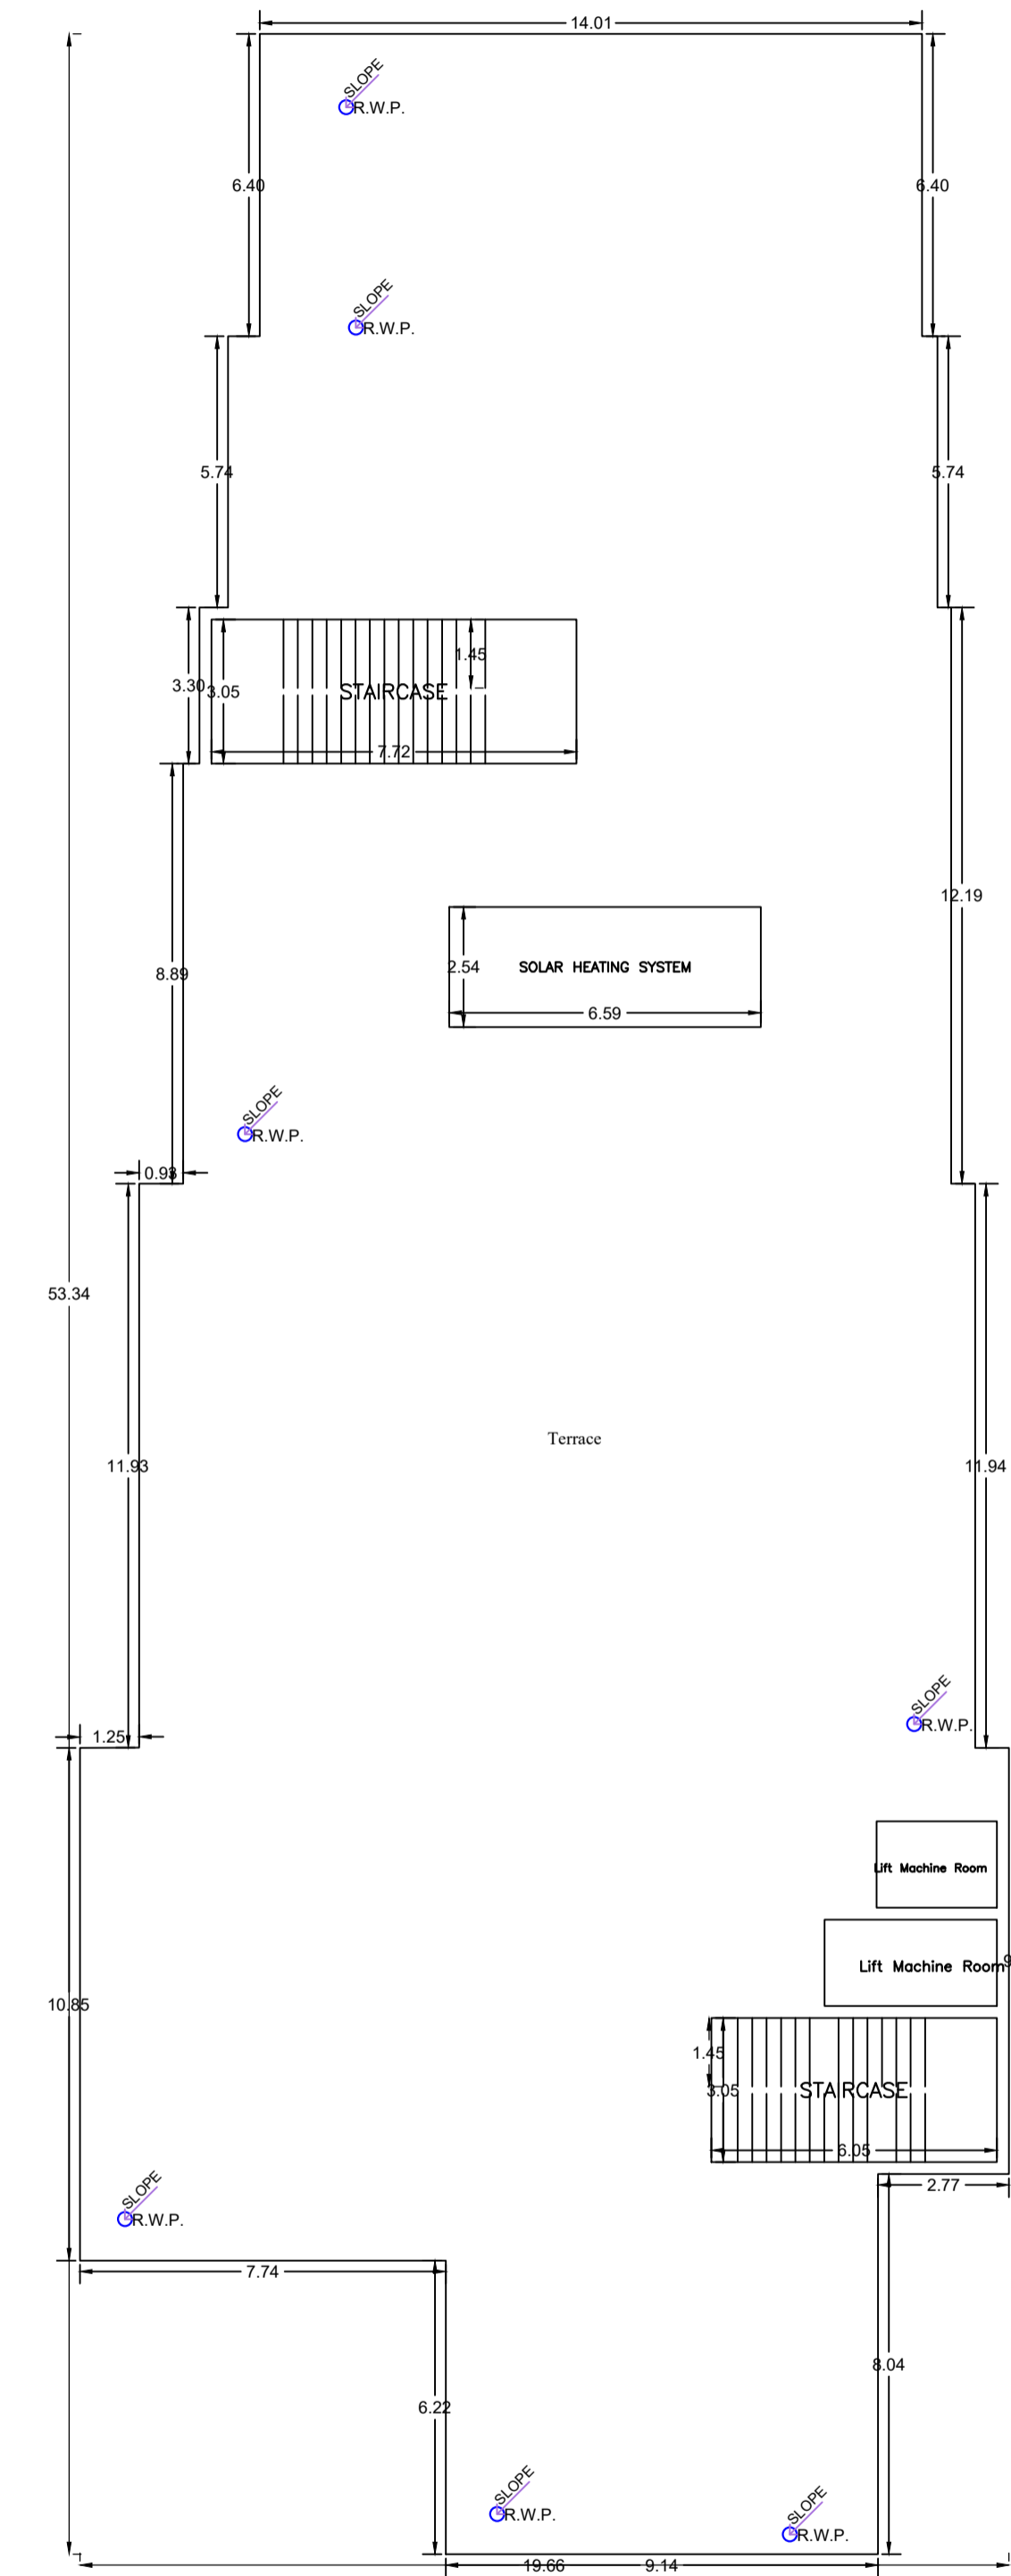 14.01
SLOPE
R.W.P.
6.40
6.40
SLOPE
R.W.P.
5.74
5.74
1.45
3.30
3.05
STAIRCASE
7.72
12.19
2.54
SOLAR HEATING SYSTEM
8.89
6.59
SLOPE
R.W.P.
0.93
53.34
Terrace
11.93
11.94
SLOPE
R.W.P.
1.25
Lift Machine Room
9
Lift Machine Room
10.85
1.45
3.05
STAIRCASE
6.05
2.77
SLOPE
R.W.P.
7.74
8.04
6.22
SLOPE
R.W.P.
SLOPE
R.W.P.
19.66
9.14